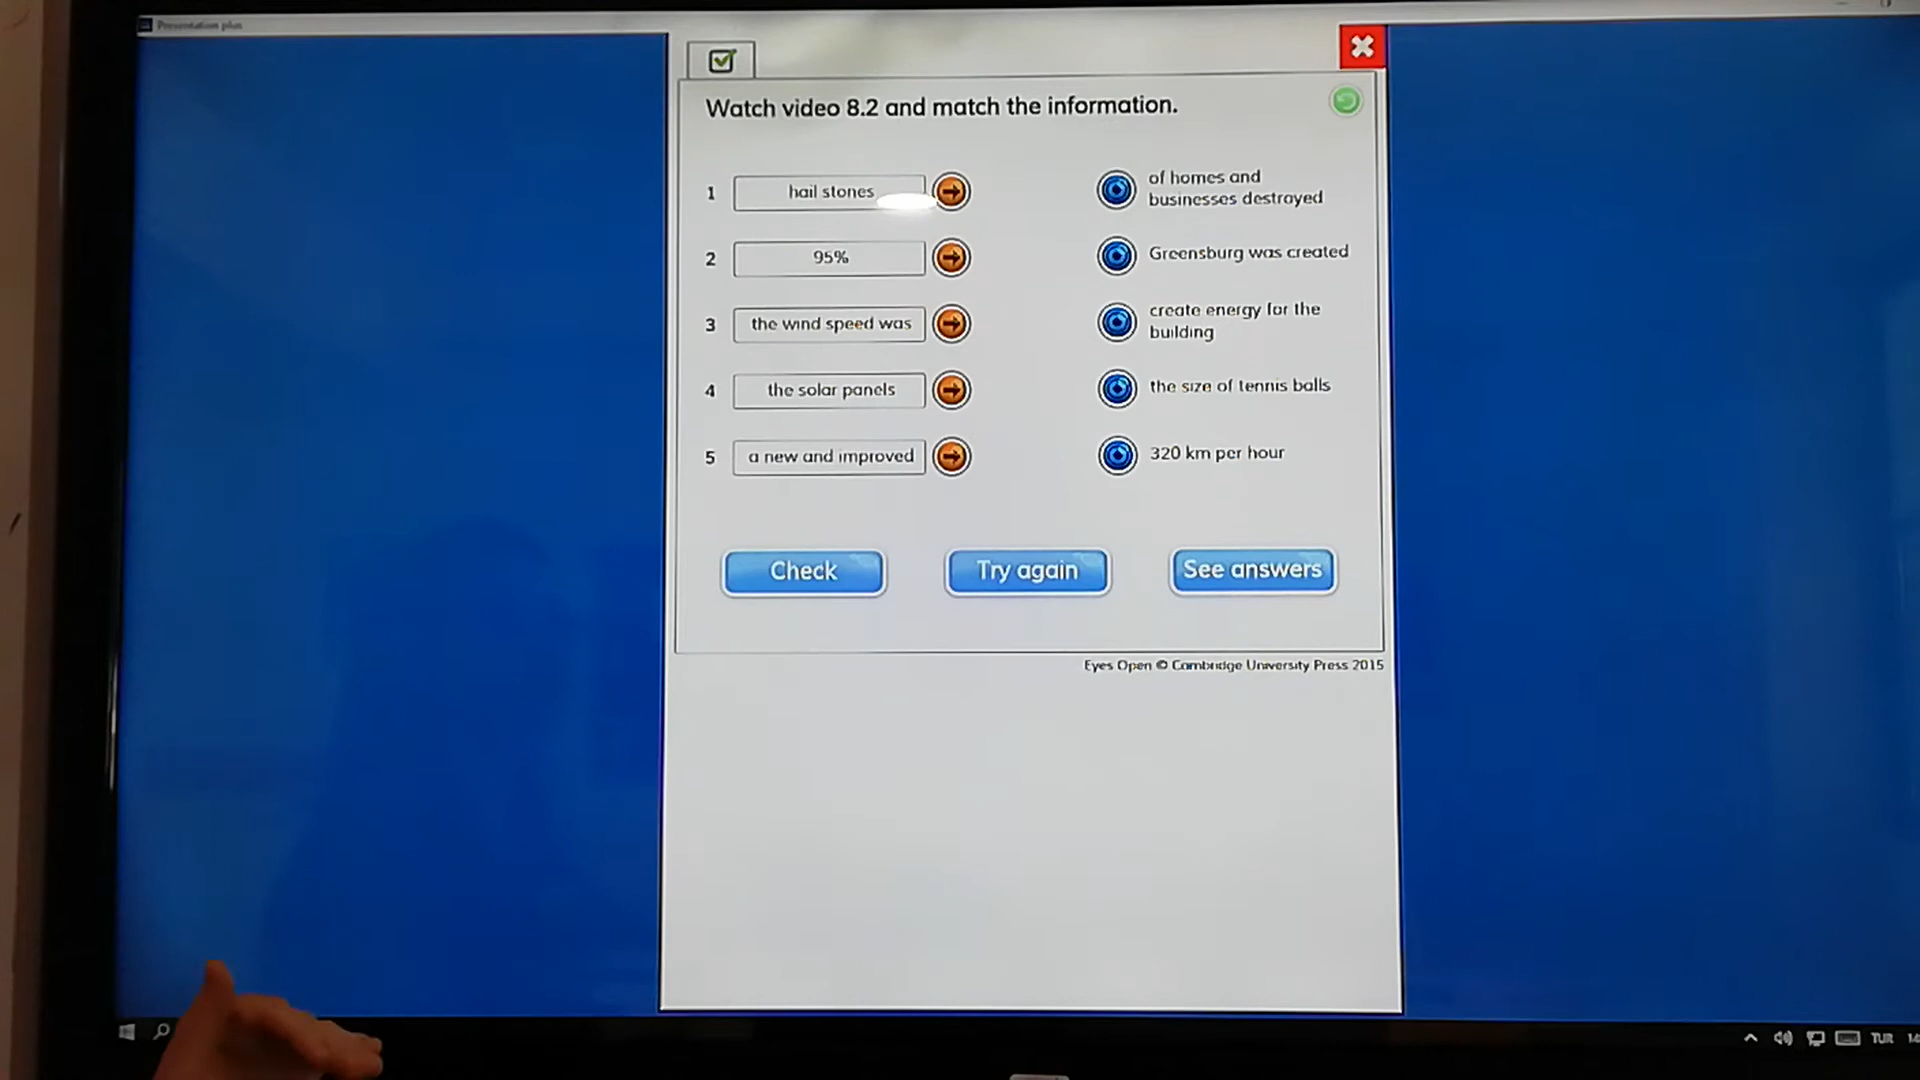 Presentation plus
Watch video 8.2 and match the information.
1 hail stones
of homes and
businesses destroyed
2 95%
Greensburg was created
3 the wind speed was
create energy for the
building
4 the solar panels
the size of tennis balls
5 a new and improved
320 km per hour
Check
Try again
See answers
Eyes Open © Cambridge University Press 2015
TUR